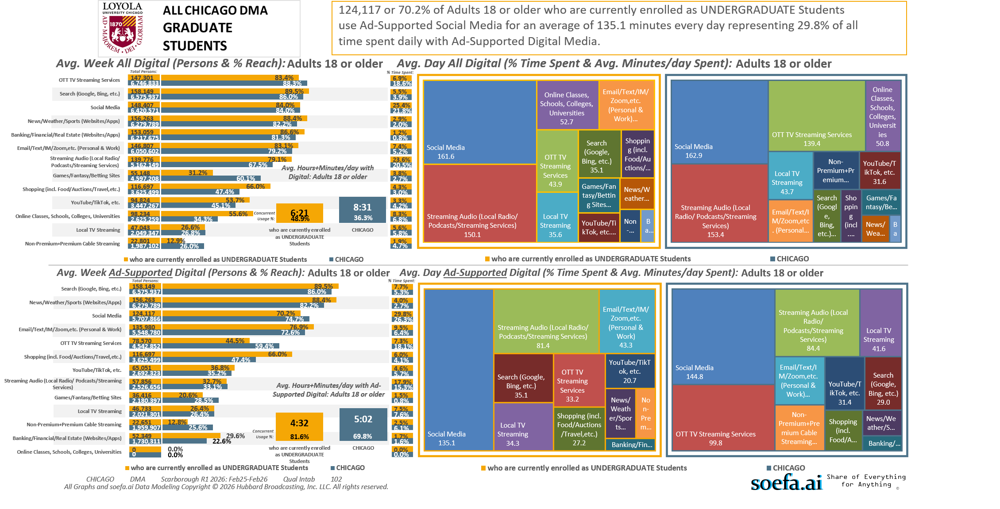 LOYOLA
UNIVERSITY CHICAGO
1870
AD • MAJOREM • DEI • GLORIAM
ALL CHICAGO DMA
GRADUATE
STUDENTS
124,117 or 70.2% of Adults 18 or older who are currently enrolled as UNDERGRADUATE Students
use Ad-Supported Social Media for an average of 135.1 minutes every day representing 29.8% of all
time spent daily with Ad-Supported Digital Media.
Avg. Week All Digital (Persons & % Reach): Adults 18 or older
Total Persons:
% Time Spent:
OTT TV Streaming Services 147,301 83.4% 6.9%
6,746,833 88.3% 18.6%
Search (Google, Bing, etc.) 158,149 89.5% 5.5%
6,575,937 86.0% 3.9%
Social Media 148,407 84.0% 25.4%
6,420,571 84.0% 21.8%
News/Weather/Sports (Websites/Apps) 156,263 88.4% 2.9%
6,279,789 82.2% 2.0%
Banking/Financial/Real Estate (Websites/Apps) 153,059 86.6% 1.2%
6,217,675 81.3% 0.8%
Email/Text/IM/Zoom,etc. (Personal & Work) 146,807 83.1% 7.4%
6,050,602 79.2% 5.2%
Streaming Audio (Local Radio/
Podcasts/Streaming Services) 139,776 79.1% 23.6%
5,162,149 67.5% 20.5%
Games/Fantasy/Betting Sites 55,148 31.2% 3.8%
4,597,208 60.1% 2.7%
Shopping (incl. Food/Auctions/Travel,etc.) 116,697 66.0% 4.3%
3,625,499 47.4% 3.0%
YouTube/TikTok, etc. 94,824 53.7% 3.3%
3,447,267 45.1% 4.2%
Online Classes, Schools, Colleges, Universities 98,234 55.6% 8.3%
2,625,259 34.3% 6.8%
Local TV Streaming 47,043 26.6% 5.6%
2,049,347 26.8% 5.8%
Non-Premium+Premium Cable Streaming 22,801 12.9% 1.9%
1,987,102 26.0% 4.7%
Avg. Hours+Minutes/day with
Digital: Adults 18 or older
Concurrent
Usage %:
6:21
48.9%
8:31
36.3%
who are currently enrolled
as UNDERGRADUATE
Students
CHICAGO
who are currently enrolled as UNDERGRADUATE Students
CHICAGO
Avg. Day All Digital (% Time Spent & Avg. Minutes/day Spent): Adults 18 or older
Social Media
161.6
Streaming Audio (Local Radio/
Podcasts/Streaming Services)
150.1
Online Classes,
Schools, Colleges,
Universities
52.7
Email/Text/IM/
Zoom,etc.
(Personal &
Work)...
OTT TV
Streaming
Services
43.9
Local TV
Streaming
35.6
Search
(Google,
Bing, etc.)
35.1
Shoppin
g (incl.
Food/Au
ctions/...
Games/Fan
tasy/Bettin
g Sites...
News/W
eather...
YouTube/Ti
kTok, etc....
Non
-...
B
a...
Social Media
162.9
Streaming Audio (Local
Radio/ Podcasts/Streaming
Services)
153.4
OTT TV Streaming Services
139.4
Online
Classes,
Schools,
Colleges,
Universit
ies
50.8
Local TV
Streaming
43.7
Email/Text/I
M/Zoom,etc
. (Personal...
Non-
Premium+Pr
emium...
YouTube/T
ikTok, etc.
31.6
Search
(Googl
e,
Bing,
etc.)...
Sho
ppin
g
(incl
....
Games/Fa
ntasy/Be...
News/
Wea...
B
a
who are currently enrolled as UNDERGRADUATE Students
CHICAGO
Avg. Week Ad-Supported Digital (Persons & % Reach): Adults 18 or older
Total Persons:
% Time Spent:
Search (Google, Bing, etc.) 158,149 89.5% 7.7%
6,575,937 86.0% 5.3%
News/Weather/Sports (Websites/Apps) 156,263 88.4% 4.0%
6,279,789 82.2% 2.7%
Social Media 124,117 70.2% 29.8%
5,707,866 74.7% 26.3%
Email/Text/IM/Zoom,etc. (Personal & Work) 135,980 76.9% 9.5%
5,548,780 72.6% 6.4%
OTT TV Streaming Services 78,570 44.5% 7.3%
4,542,852 59.4% 18.1%
Shopping (incl. Food/Auctions/Travel,etc.) 116,697 66.0% 6.0%
3,625,499 47.4% 4.1%
YouTube/TikTok, etc. 65,051 36.8% 4.6%
2,692,323 35.2% 5.7%
Streaming Audio (Local Radio/ Podcasts/Streaming
Services) 57,856 32.7% 17.9%
2,526,656 33.1% 15.3%
Games/Fantasy/Betting Sites 36,416 20.6% 1.5%
2,180,397 28.5% 0.8%
Local TV Streaming 46,733 26.4% 7.5%
2,021,301 26.4% 7.6%
Non-Premium+Premium Cable Streaming 22,651 12.8% 2.5%
1,959,907 25.6% 6.1%
Banking/Financial/Real Estate (Websites/Apps) 52,349 29.6% 1.7%
1,730,311 22.6% 1.6%
Online Classes, Schools, Colleges, Universities 0 0.0% 0.0%
0 0.0% 0.0%
Avg. Hours+Minutes/day with Ad-
Supported Digital: Adults 18 or older
Concurrent
Usage %:
4:32
81.6%
5:02
69.8%
who are currently enrolled
as UNDERGRADUATE
Students
CHICAGO
who are currently enrolled as UNDERGRADUATE Students
CHICAGO
Avg. Day Ad-Supported Digital (% Time Spent & Avg. Minutes/day Spent): Adults 18 or older
Social Media
135.1
Streaming Audio (Local Radio/
Podcasts/Streaming Services)
81.4
Email/Text/IM/
Zoom,etc.
(Personal &
Work)
43.3
Search (Google,
Bing, etc.)
35.1
Local TV
Streaming
34.3
OTT TV
Streaming
Services
33.2
Shopping (incl.
Food/Auctions
/Travel,etc.)
27.2
YouTube/TikT
ok, etc.
20.7
News/
Weath
er/Spor
ts...
No
n-
Pre
m...
Banking/Fin...
Social Media
144.8
OTT TV Streaming Services
99.8
Streaming Audio (Local
Radio/
Podcasts/Streaming
Services)
84.4
Local TV
Streaming
41.6
Email/Text/I
M/Zoom,etc.
(Personal &
Work)...
Non-
Premium+Pre
mium Cable
Streaming...
YouTube/T
ikTok, etc.
31.4
Search
(Google,
Bing, etc.)
29.0
Shopping
(incl.
Food/A...
News/We
ather/S...
Banking/...
who are currently enrolled as UNDERGRADUATE Students
CHICAGO
CHICAGO DMA Scarborough R1 2026: Feb25-Feb26 Qual Intab 102
All Graphs and soefa.ai Data Modeling Copyright © 2026 Hubbard Broadcasting, Inc. LLC. All rights reserved.
soefa.ai
Share of Everything
for Anything ©